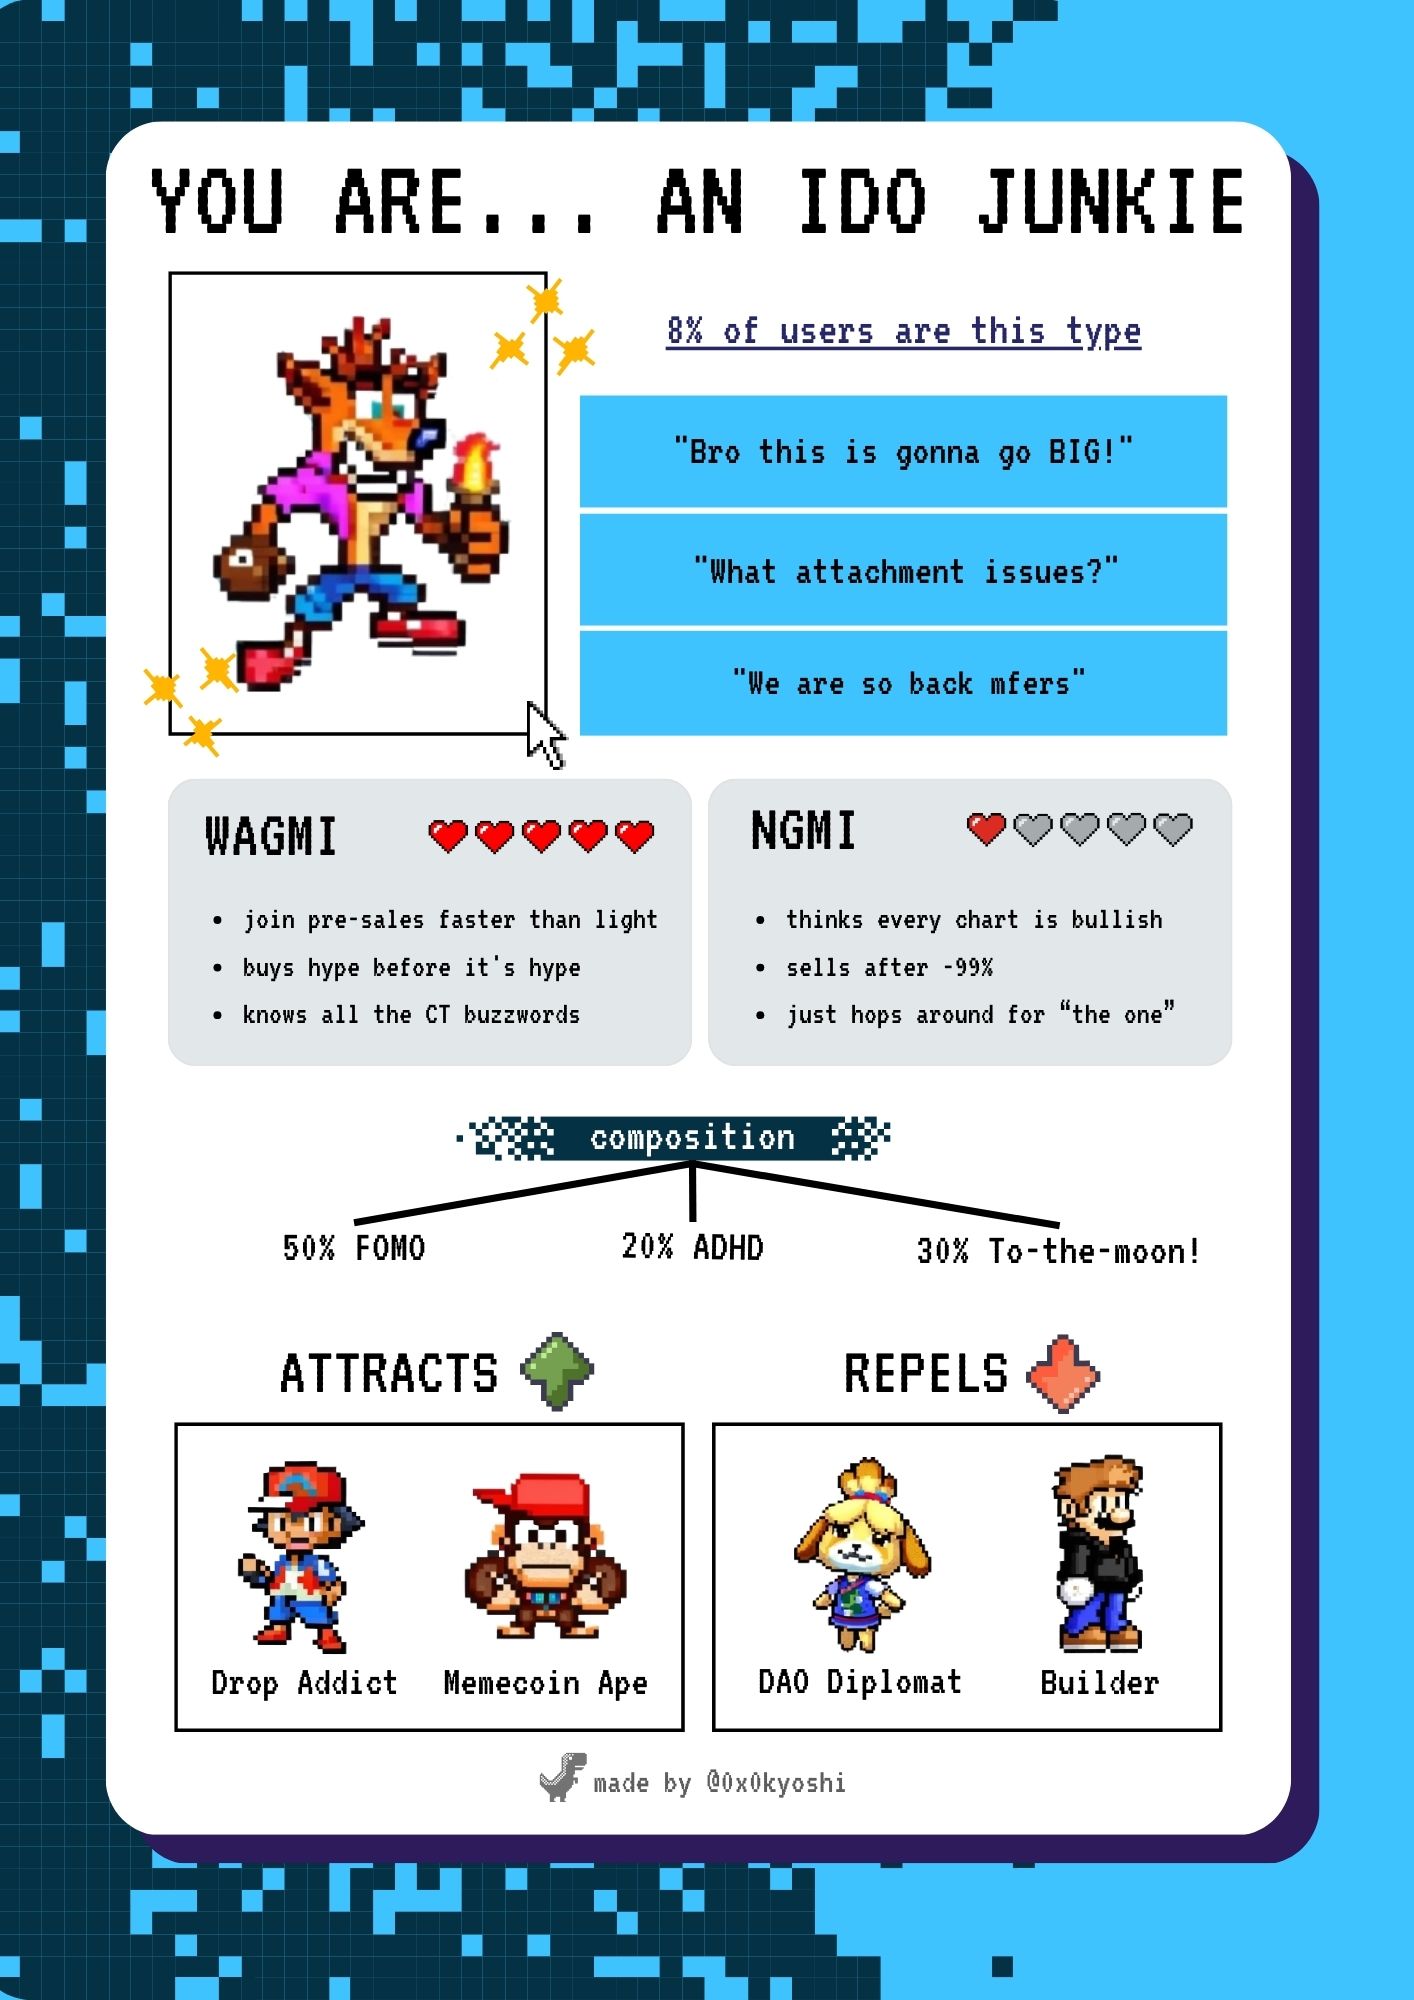 YOU ARE... AN IDO JUNKIE
8% of users are this type
"Bro this is gonna go BIG!"
"What attachment issues?"
"We are so back mfers"
WAGMI
• join pre-sales faster than light
• buys hype before it's hype
• knows all the CT buzzwords
NGMI
• thinks every chart is bullish
• sells after -99%
• just hops around for “the one”
composition
50% FOMO
20% ADHD
30% To-the-moon!
ATTRACTS
Drop Addict
Memecoin Ape
REPELS
DAO Diplomat
Builder
made by @0x0kyoshi